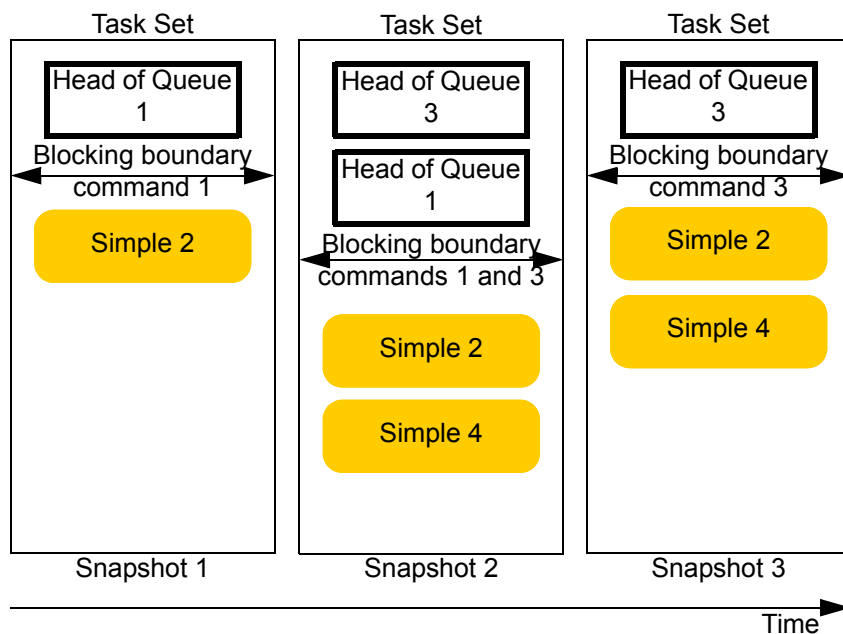 Task Set
Head of Queue
1
Blocking boundary
command 1
Simple 2
Snapshot 1
Task Set
Head of Queue
3
Head of Queue
1
Blocking boundary
commands 1 and 3
Simple 2
Simple 4
Snapshot 2
Task Set
Head of Queue
3
Blocking boundary
command 3
Simple 2
Simple 4
Snapshot 3
Time